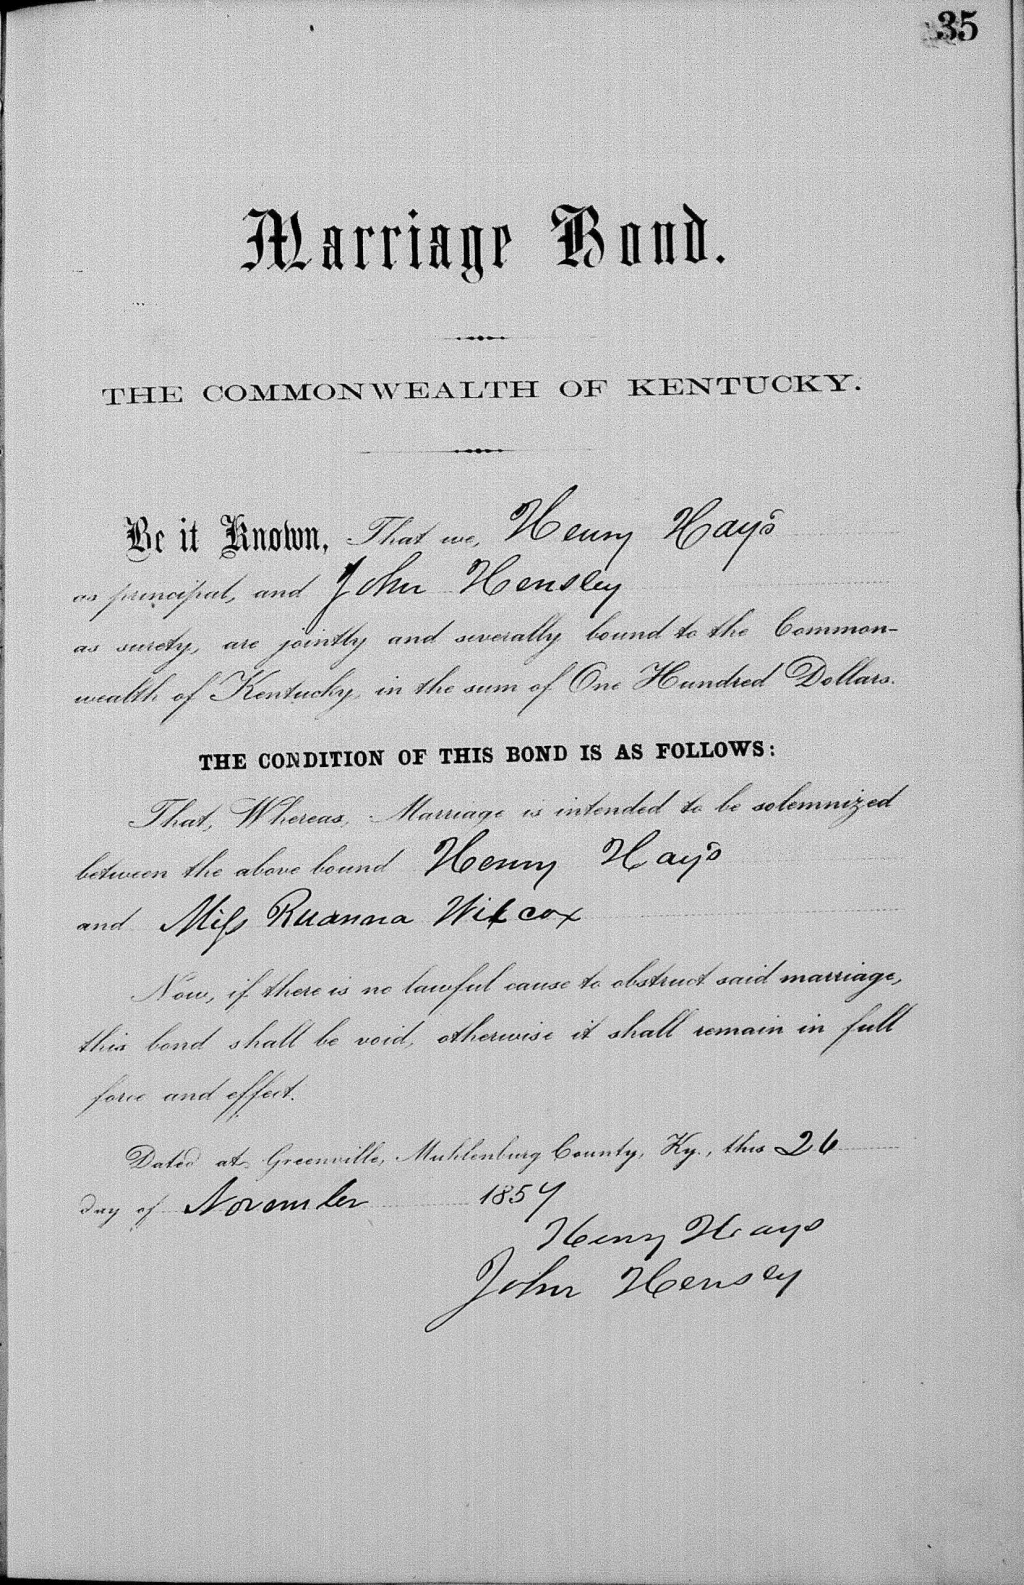 35
Marriage Bond.
THE COMMONWEALTH OF KENTUCKY.
Be it Known, That we, Henry Hays
as principal, and John Hensley
as surety, are jointly and severally bound to the Common-
wealth of Kentucky, in the sum of One Hundred Dollars.
THE CONDITION OF THIS BOND IS AS FOLLOWS:
That, Whereas, Marriage is intended to be solemnized
between the above bound Henry Hays
and Miss Ruanna Wilcox
Now, if there is no lawful cause to obstruct said marriage,
this bond shall be void, otherwise it shall remain in full
force and effect.
Dated at Greenville, Muhlenburg County, Ky., this 26
day of November 1857
Henry Hays
John Hensley